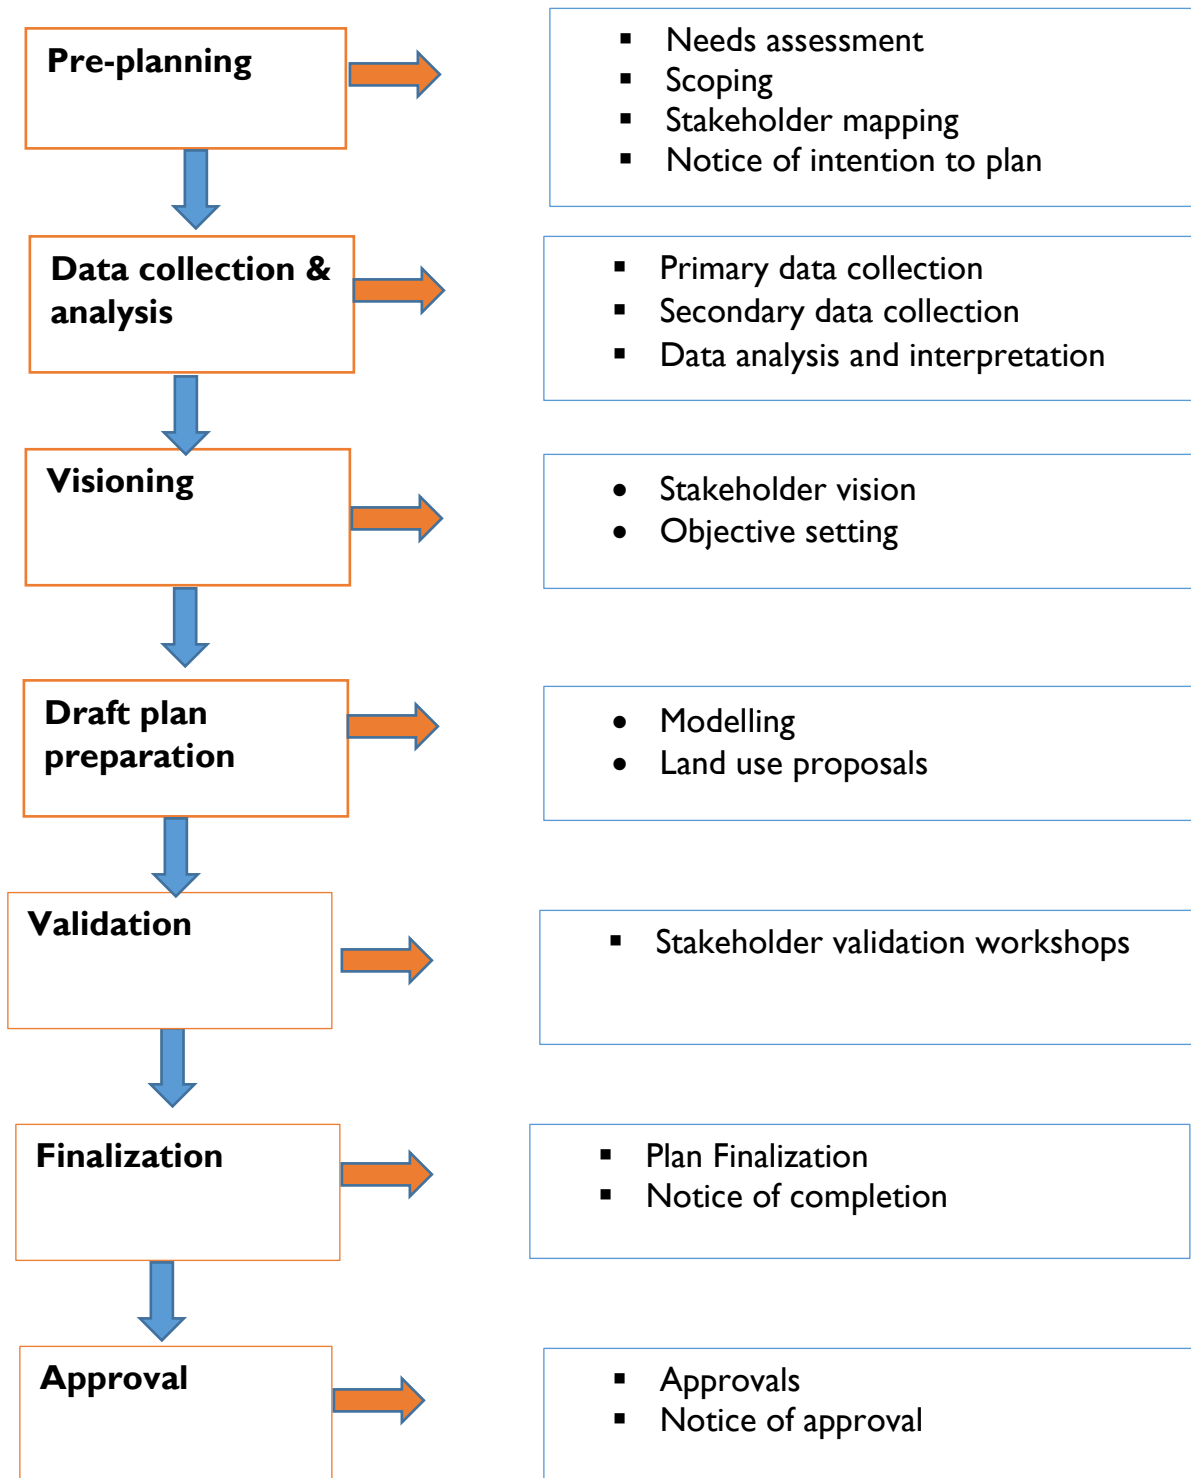 Pre-planning
▪ Needs assessment
▪ Scoping
▪ Stakeholder mapping
▪ Notice of intention to plan
Data collection &
analysis
▪ Primary data collection
▪ Secondary data collection
▪ Data analysis and interpretation
Visioning
• Stakeholder vision
• Objective setting
Draft plan
preparation
• Modelling
• Land use proposals
Validation
▪ Stakeholder validation workshops
Finalization
▪ Plan Finalization
▪ Notice of completion
Approval
▪ Approvals
▪ Notice of approval